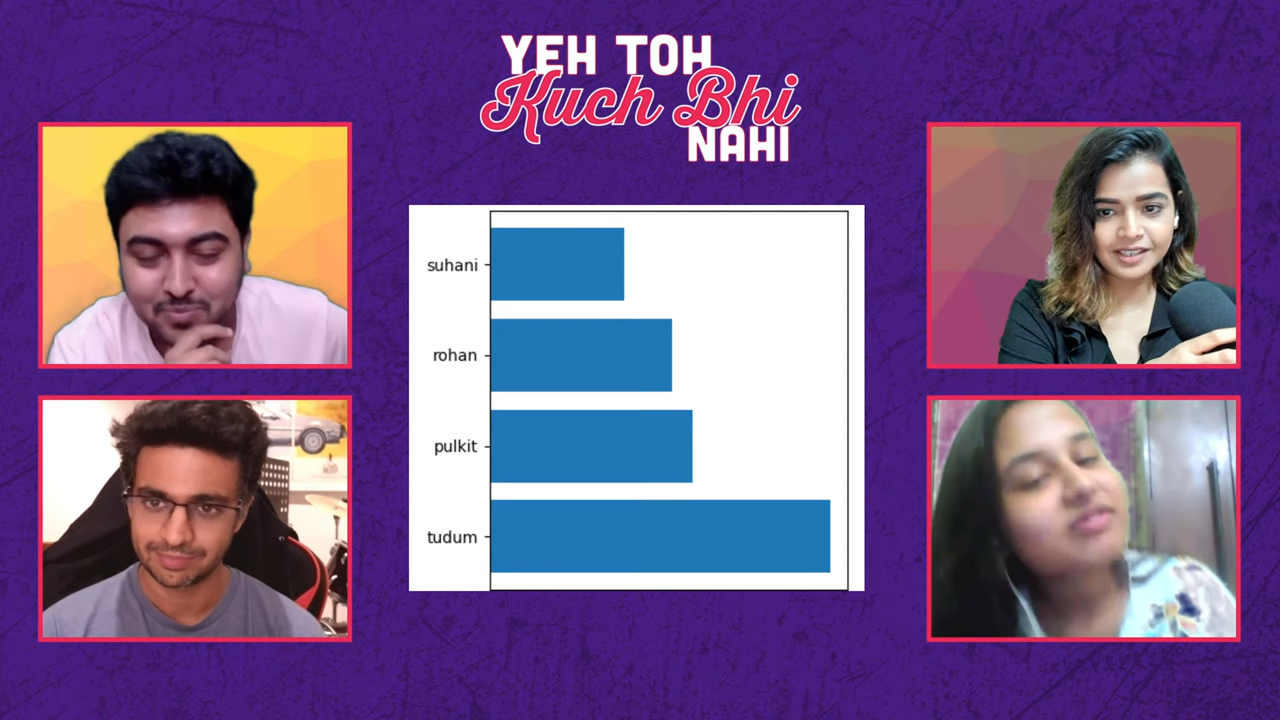 YEH TOH
Kuch Bhi
NAHI
suhani
rohan
pulkit
tudum